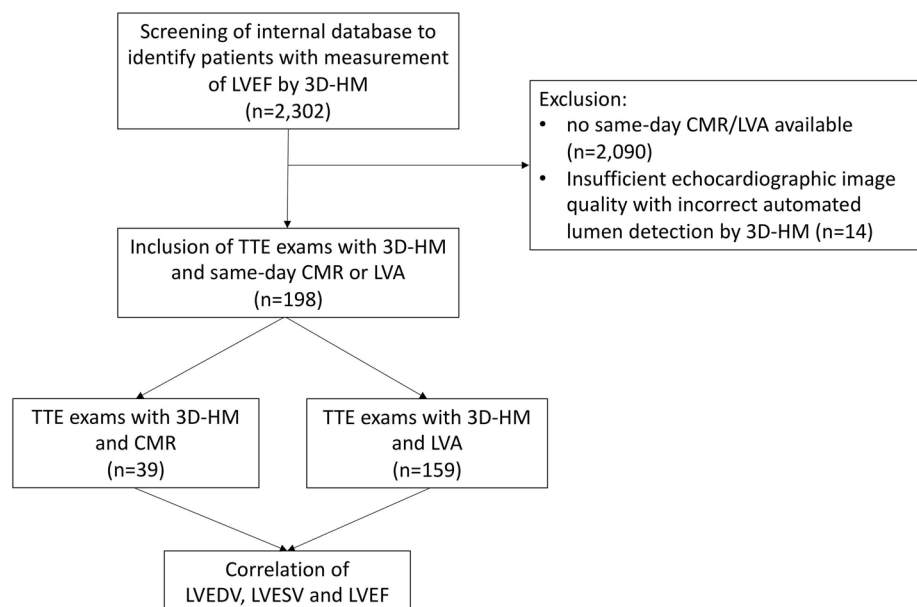 Screening of internal database to
identify patients with measurement
of LVEF by 3D-HM
(n=2,302)
Exclusion:
• no same-day CMR/LVA available
(n=2,090)
• Insufficient echocardiographic image
quality with incorrect automated
lumen detection by 3D-HM (n=14)
Inclusion of TTE exams with 3D-HM
and same-day CMR or LVA
(n=198)
TTE exams with 3D-HM
and CMR
(n=39)
TTE exams with 3D-HM
and LVA
(n=159)
Correlation of
LVEDV, LVESV and LVEF